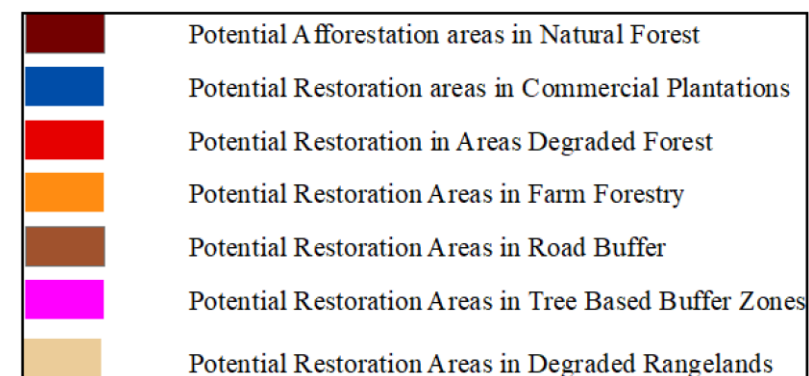 Potential Afforestation areas in Natural Forest
Potential Restoration areas in Commercial Plantations
Potential Restoration in Areas Degraded Forest
Potential Restoration Areas in Farm Forestry
Potential Restoration Areas in Road Buffer
Potential Restoration Areas in Tree Based Buffer Zones
Potential Restoration Areas in Degraded Rangelands